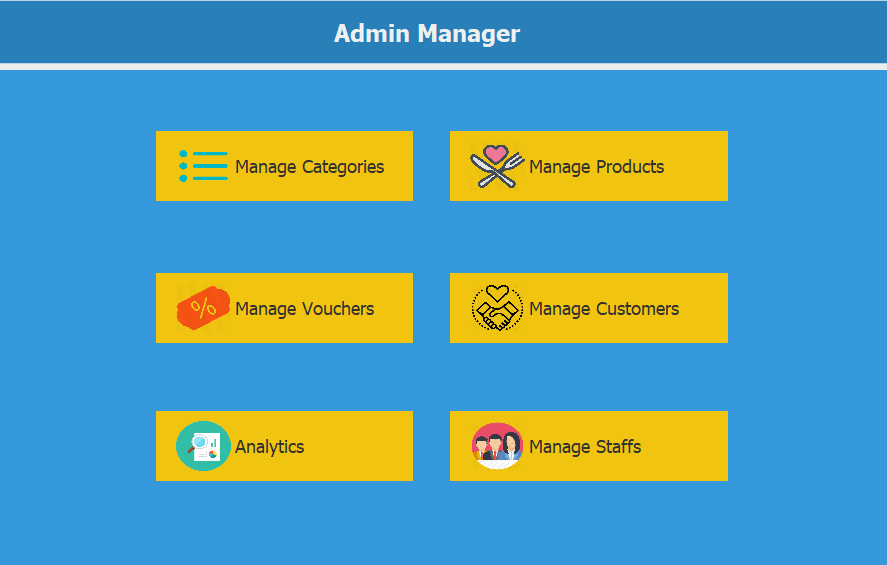 Admin Manager
Manage Categories
Manage Products
%
Manage Vouchers
Manage Customers
Analytics
Manage Staffs